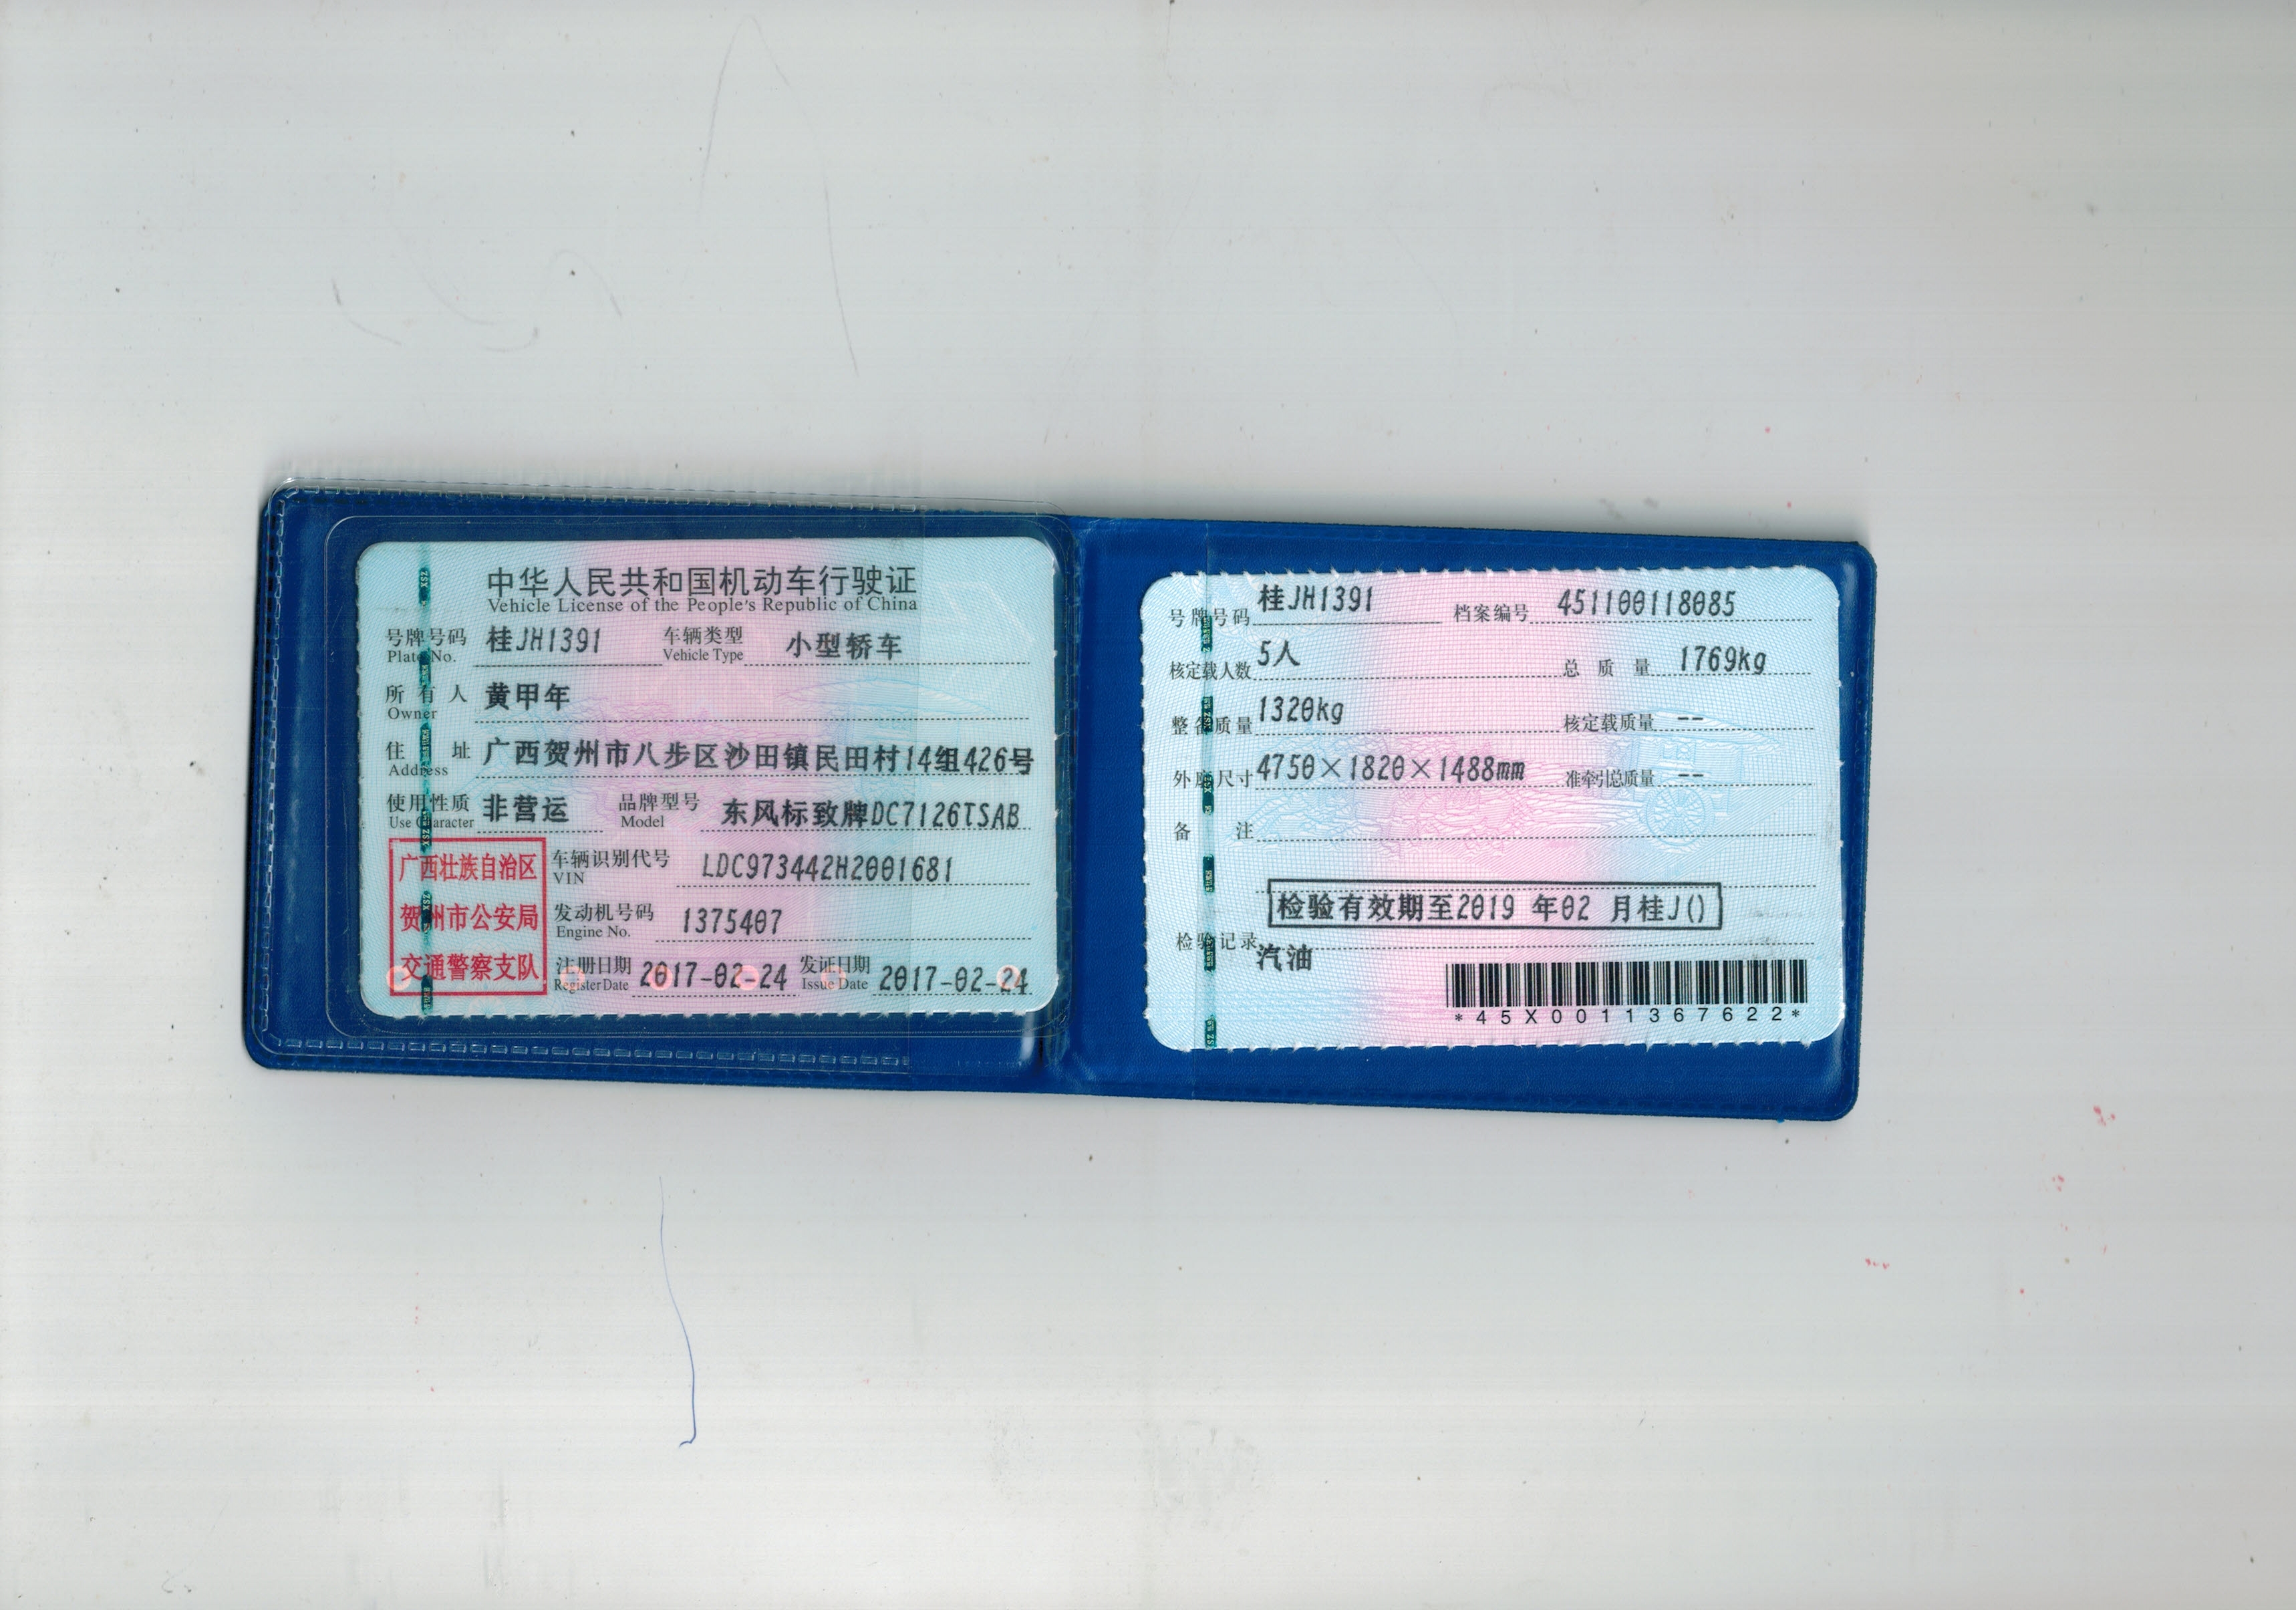 中华人民共和国机动车行驶证
Vehicle License of the People's Republic of China
号牌号码 桂JH1391 车辆类型 小型轿车
Plate No. Vehicle Type
所有人 黄甲年
Owner
住址 广西贺州市八步区沙田镇民田村14组426号
Address
使用性质 非营运 品牌型号 东风标致牌DC7126TSAB
Use Character Model
广西壮族自治区
贺州市公安局
交通警察支队
车辆识别代号 LDC973442H2001681
VIN
发动机号码 1375407
Engine No.
注册日期 2017-02-24 发证日期 2017-02-24
Register Date Issue Date
号牌号码 桂JH1391 档案编号 451100118085
核定载人数 5人 总质量 1769kg
整备质量 1320kg 核定载质量 --
外廓尺寸 4750×1820×1488mm 准牵引总质量 --
备注
检验有效期至2019 年02 月桂J()
检验记录
汽油
*45X0011367622*